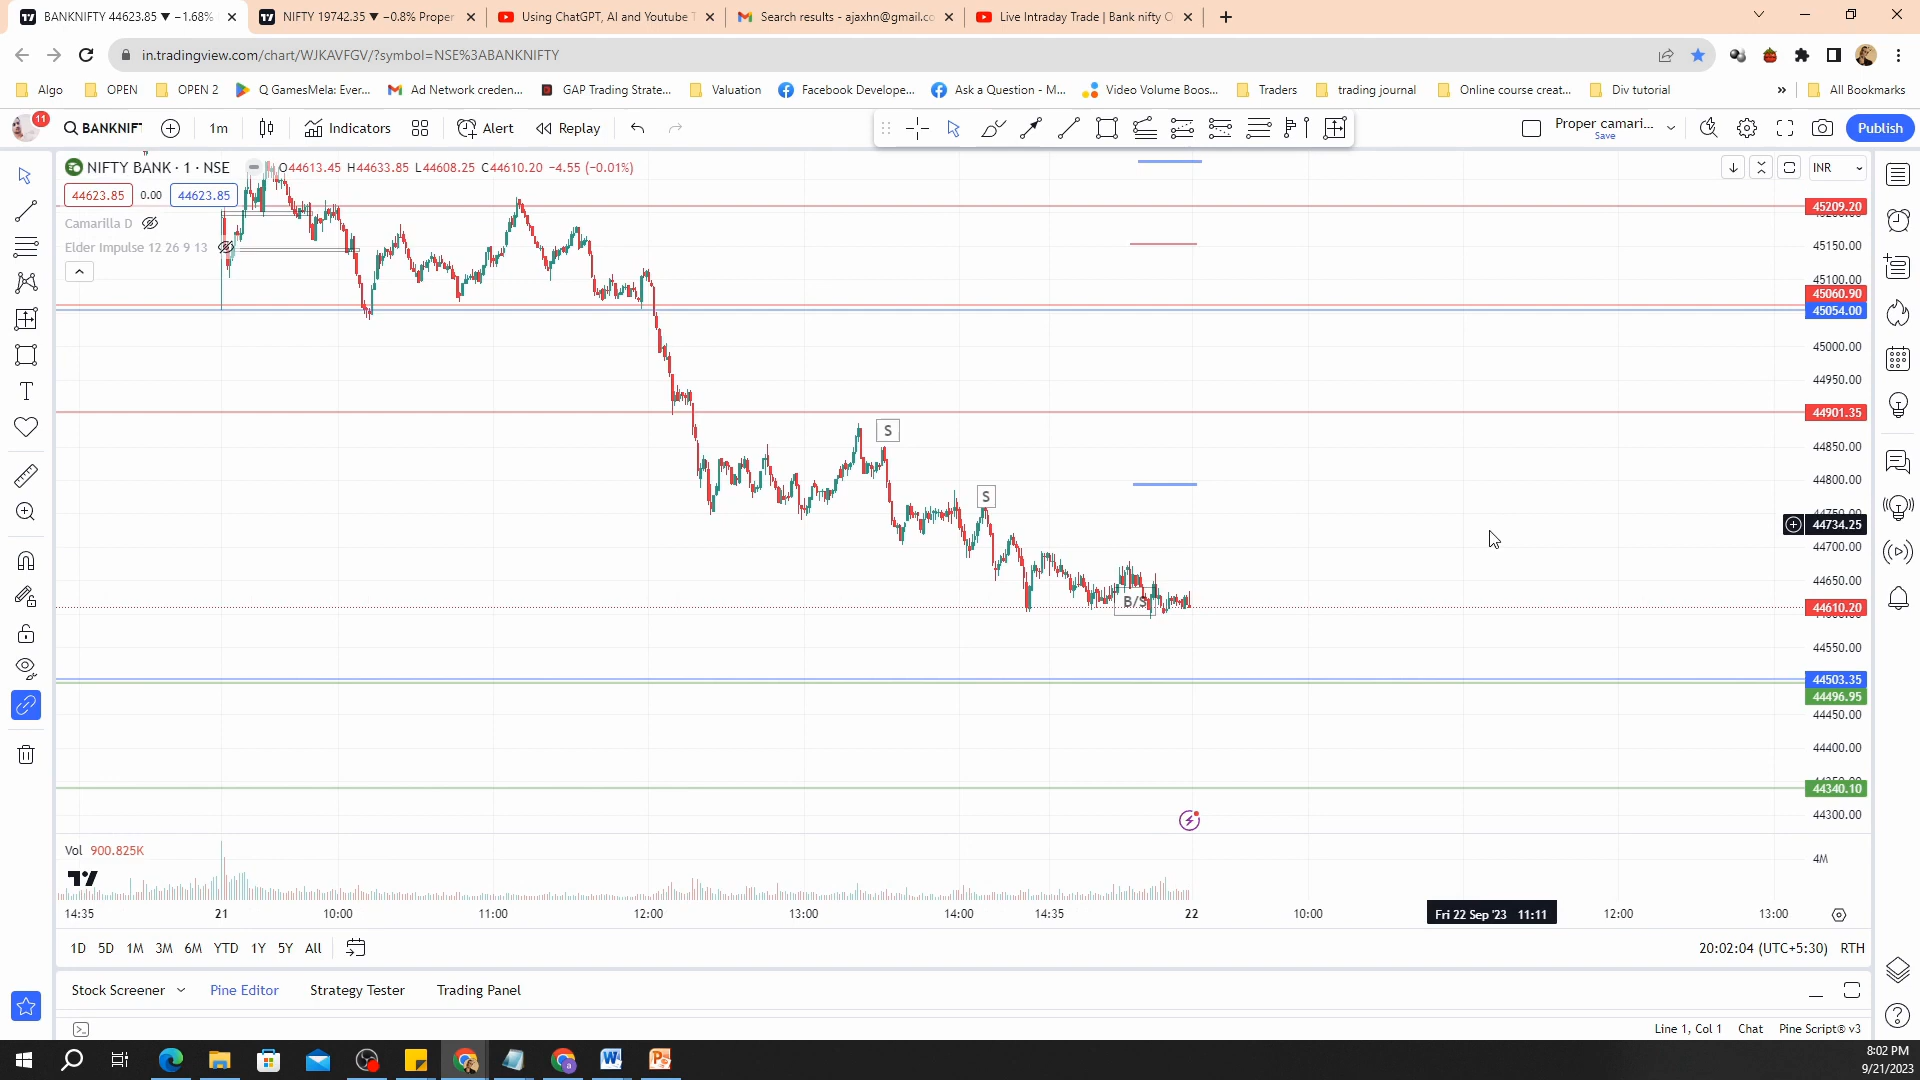 BANKNIFTY 44623.85 ▼ −1.68%
NIFTY 19742.35 ▼ −0.8% Proper
Using ChatGPT, AI and Youtube
Search results - ajaxhn@gmail.co
Live Intraday Trade | Bank nifty O
in.tradingview.com/chart/WJKAVFGV/?symbol=NSE%3ABANKNIFTY
Algo
OPEN
OPEN 2
Q GamesMela: Ever...
Ad Network creden...
GAP Trading Strate...
Valuation
Facebook Develope...
Ask a Question - M...
Video Volume Boos...
Traders
trading journal
Online course creat...
Div tutorial
»
All Bookmarks
11
BANKNIF
1m
Indicators
Alert
Replay
Proper camari...
Save
Publish
NIFTY BANK · 1 · NSE
O44613.45 H44633.85 L44608.25 C44610.20 −4.55 (−0.01%)
INR
44623.85
0.00
44623.85
Camarilla D
Elder Impulse 12 26 9 13
45209.20
45150.00
45100.00
45060.90
45054.00
45000.00
44950.00
44901.35
44850.00
44800.00
44734.25
44700.00
44650.00
44610.20
44550.00
44503.35
44496.95
44450.00
44400.00
44340.10
44300.00
S
S
B/S
Vol 900.825K
4M
14:35
21
10:00
11:00
12:00
13:00
14:00
14:35
22
10:00
Fri 22 Sep '23 11:11
12:00
13:00
1D
5D
1M
3M
6M
YTD
1Y
5Y
All
20:02:04 (UTC+5:30)
RTH
Stock Screener
Pine Editor
Strategy Tester
Trading Panel
Line 1, Col 1
Chat
Pine Script® v3
8:02 PM
9/21/2023